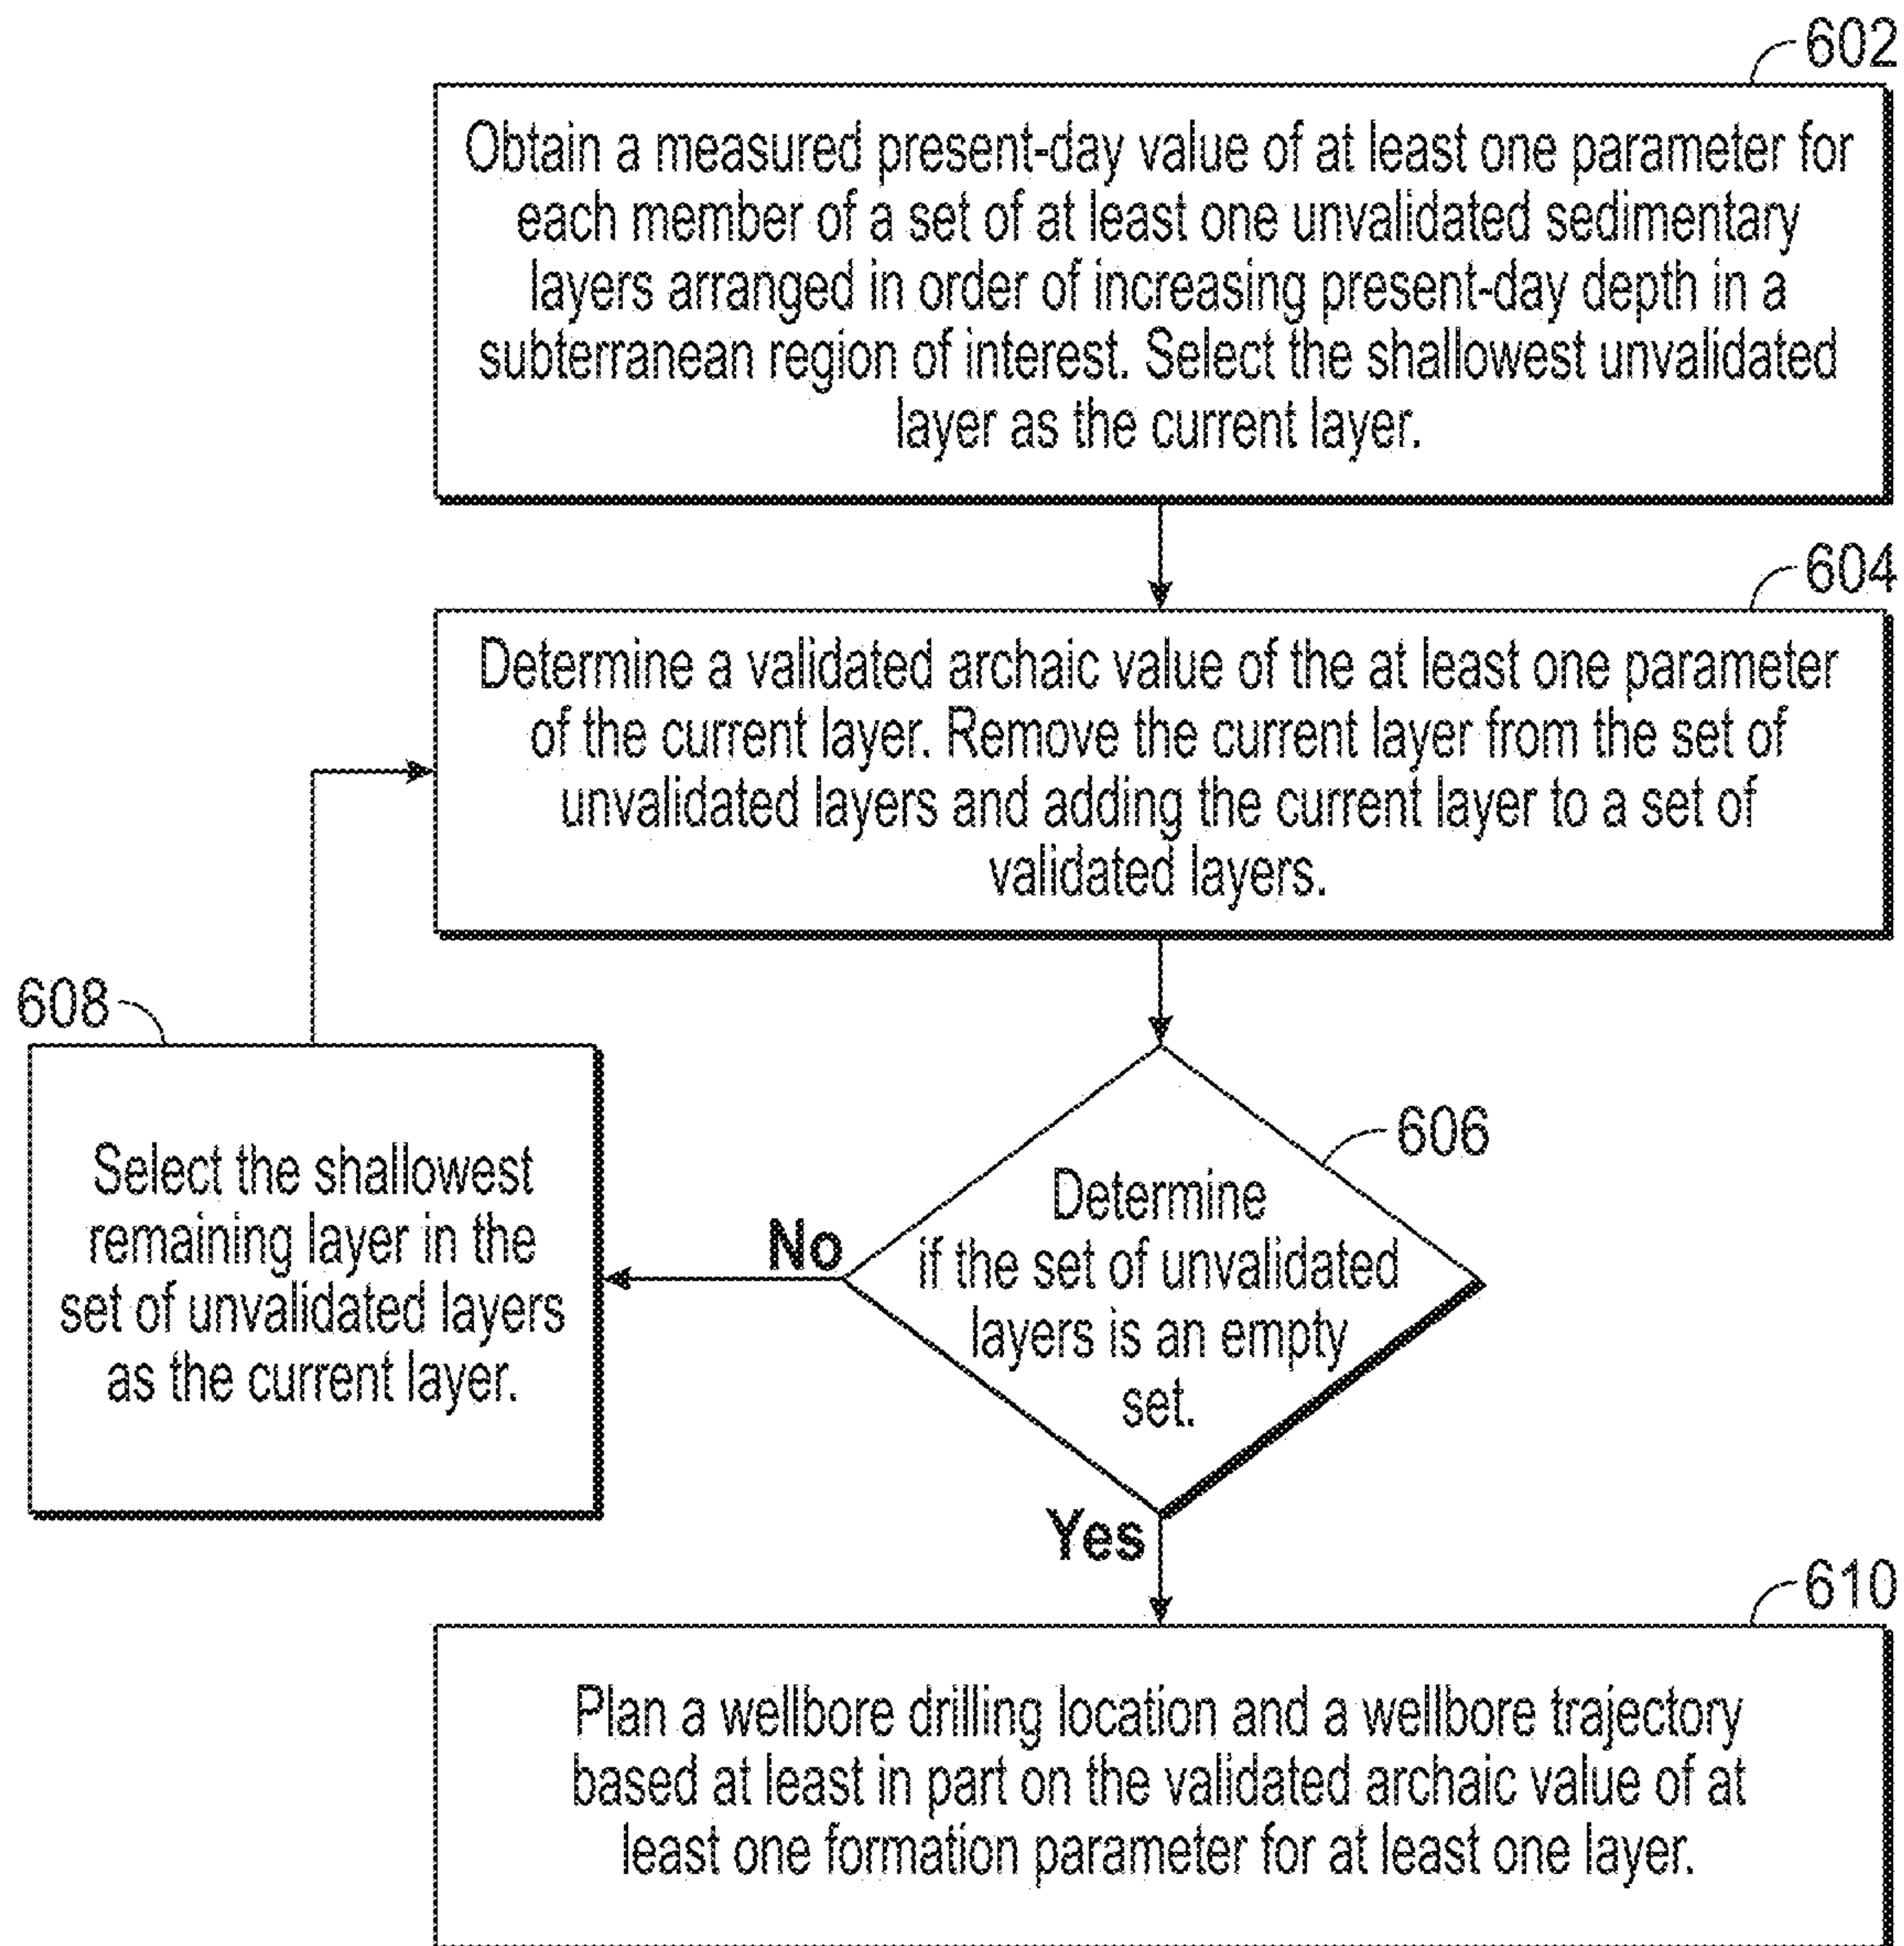 602
Obtain a measured present-day value of at least one parameter for
each member of a set of at least one unvalidated sedimentary
layers arranged in order of increasing present-day depth in a
subterranean region of interest. Select the shallowest unvalidated
layer as the current layer.
604
Determine a validated archaic value of the at least one parameter
of the current layer. Remove the current layer from the set of
unvalidated layers and adding the current layer to a set of
validated layers.
608
Select the shallowest
remaining layer in the
set of unvalidated layers
as the current layer.
No
606
Determine
if the set of unvalidated
layers is an empty
set.
Yes
610
Plan a wellbore drilling location and a wellbore trajectory
based at least in part on the validated archaic value of at
least one formation parameter for at least one layer.